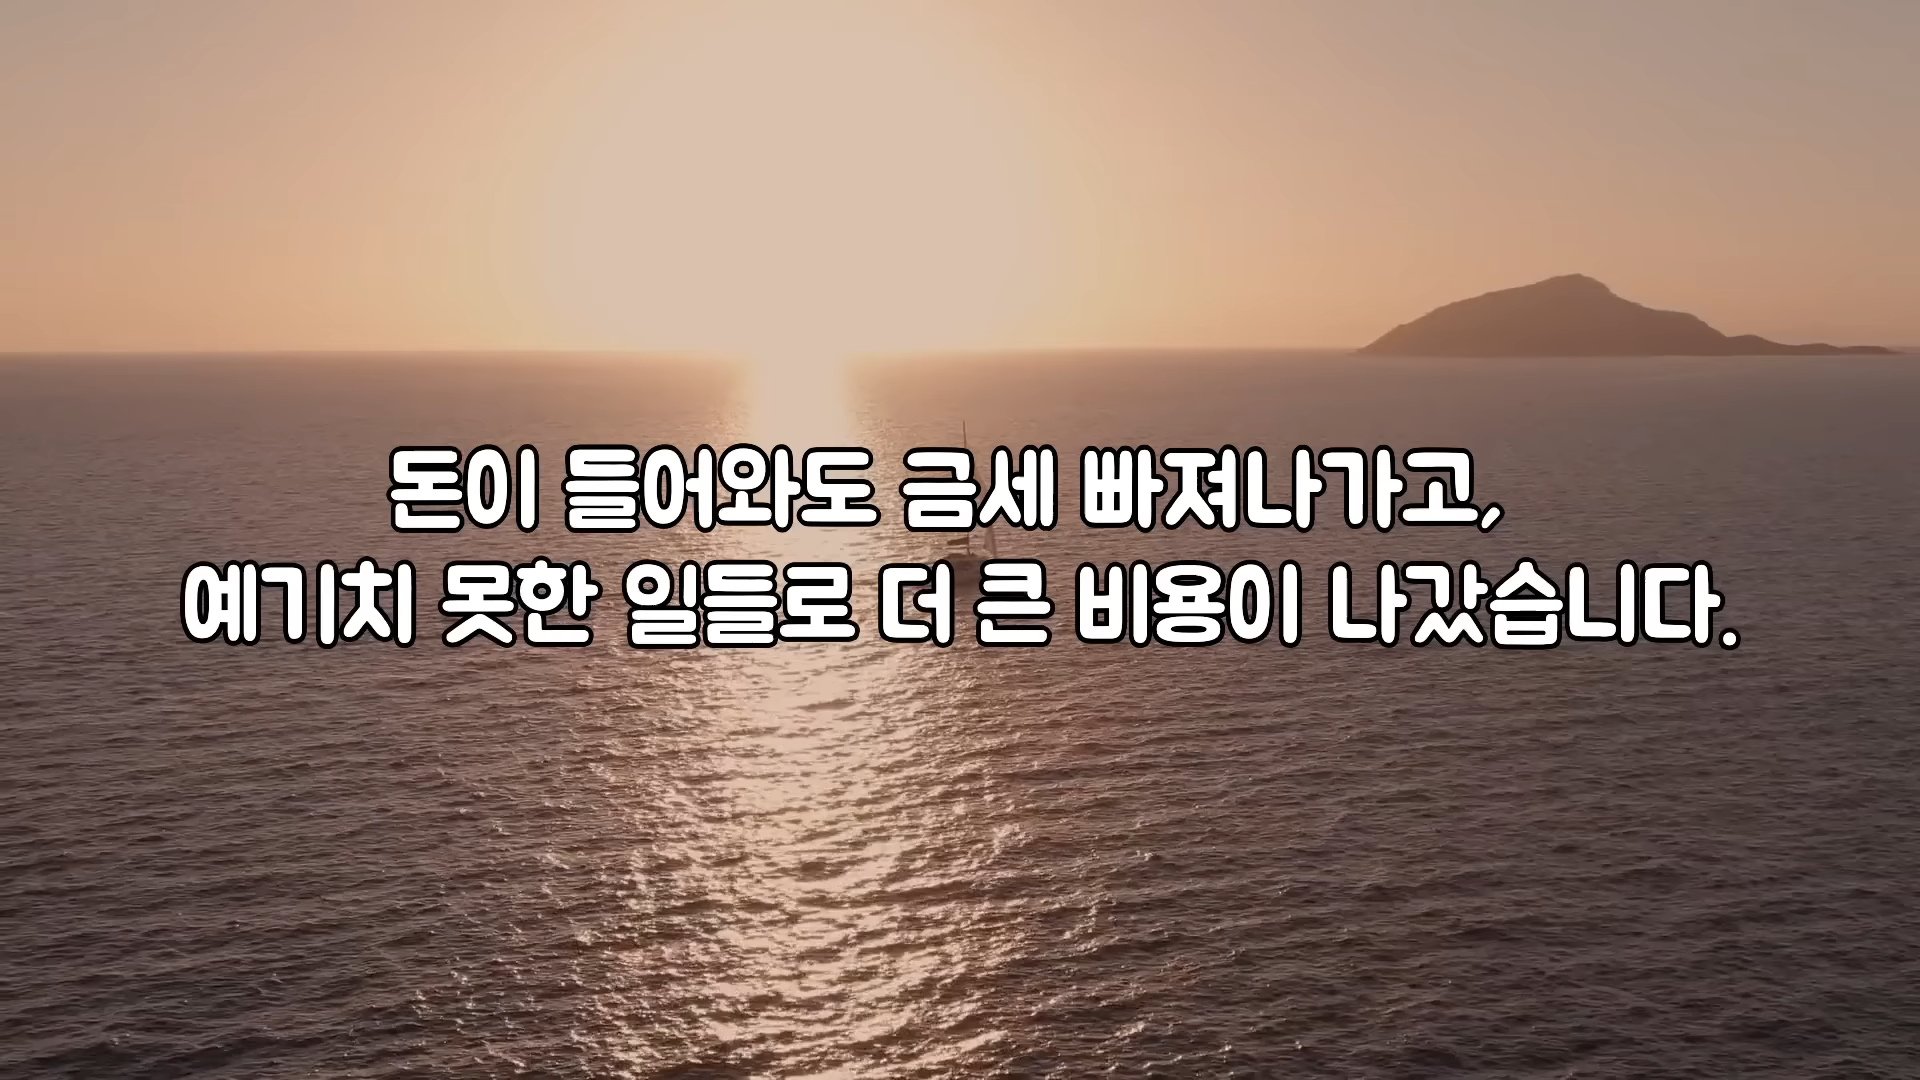 돈이 들어와도 금세 빠져나가고,
예기치 못한 일들로 더 큰 비용이 나갔습니다.